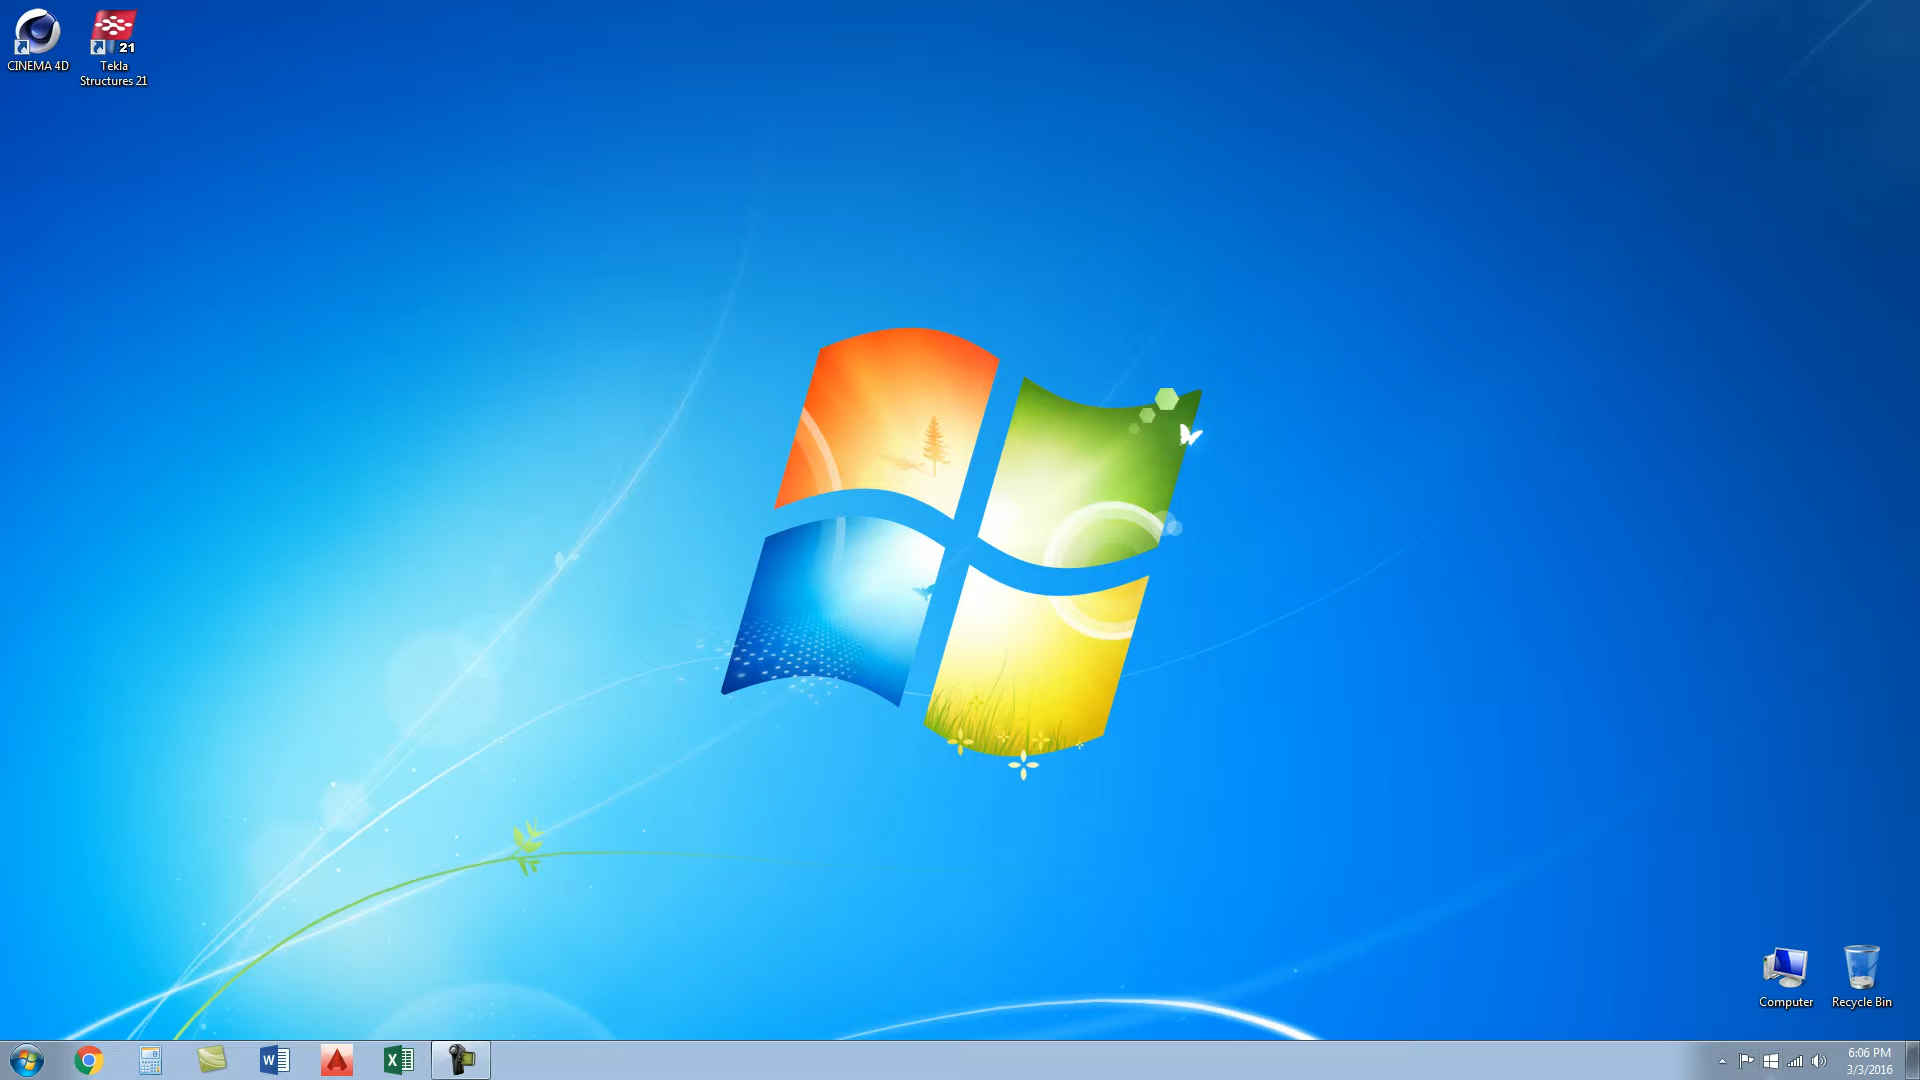 CINEMA 4D
21
Tekla
Structures 21
Computer
Recycle Bin
6:06 PM
3/3/2016